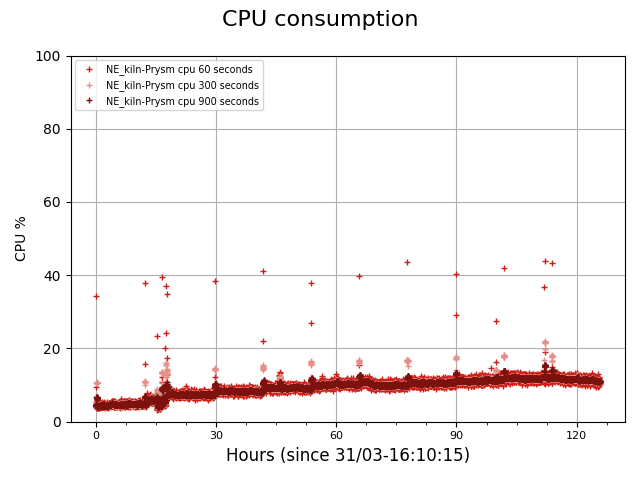 CPU consumption
100
80
60
40
20
0
CPU %
NE_kiln-Prysm cpu 60 seconds
NE_kiln-Prysm cpu 300 seconds
NE_kiln-Prysm cpu 900 seconds
0 30 60 90 120
Hours (since 31/03-16:10:15)